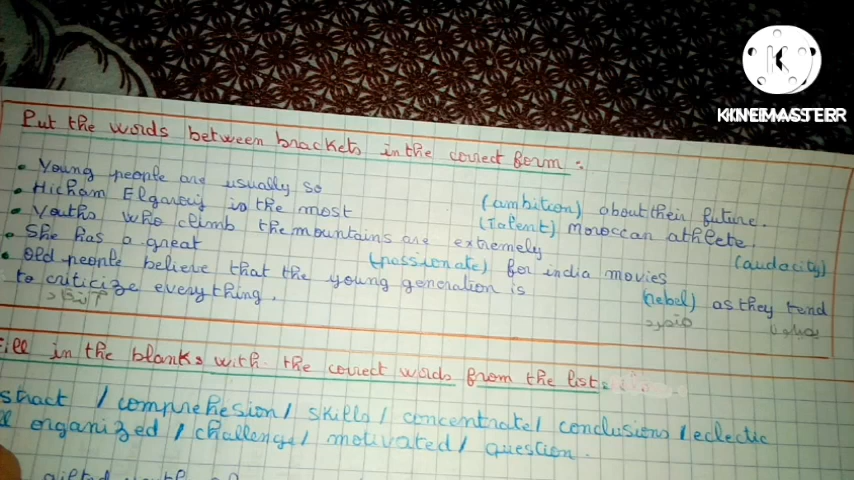 KINEMASTER
Put the words between brackets in the correct form :
• Young people are usually so (ambition) about their future.
• Hicham Elgarouj is the most (Talent) moroccan athlete.
• Youths who climb the mountains are extremely (audacity)
• She has a great (passionate) for india movies
• Old people believe that the young generation is (rebel) as they tend
to criticize everything.
ill in the blanks with the correct words from the list:
stract / comprehesion / skills / concentrate / conclusions / eclectic
organized / challenge / motivated / question.